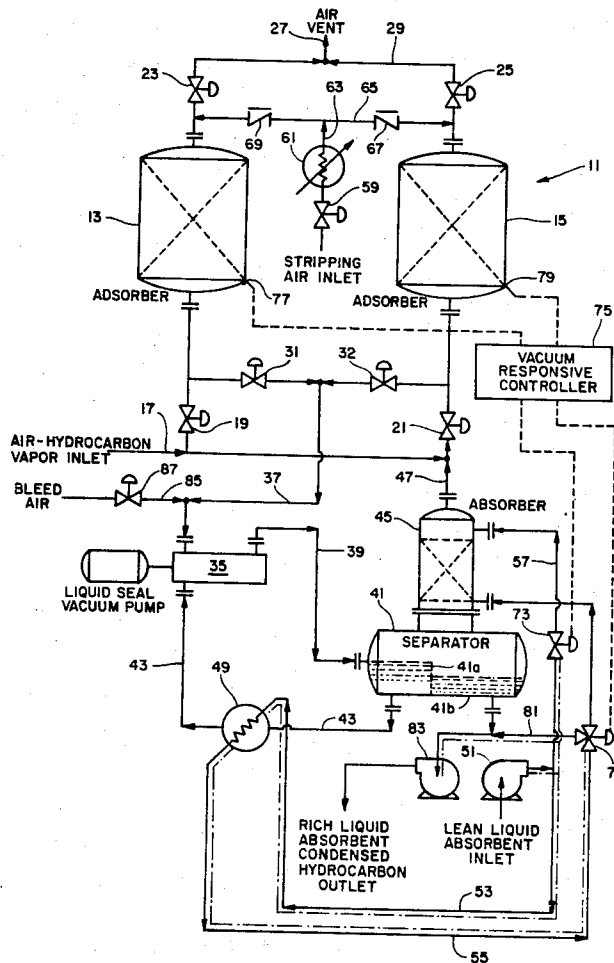 AIR
VENT
27
29
23
25
63
65
69
67
61
11
13
59
15
STRIPPING
AIR INLET
77
79
ADSORBER
ADSORBER
75
VACUUM
RESPONSIVE
CONTROLLER
31
32
17
19
21
AIR-HYDROCARBON
VAPOR INLET
47
87
85
37
BLEED
AIR
45
ABSORBER
35
39
57
LIQUID SEAL
VACUUM PUMP
41
SEPARATOR
73
41a
43
49
41b
43
83
51
81
7
RICH LIQUID
ABSORBENT
CONDENSED
HYDROCARBON
OUTLET
LEAN LIQUID
ABSORBENT
INLET
53
55